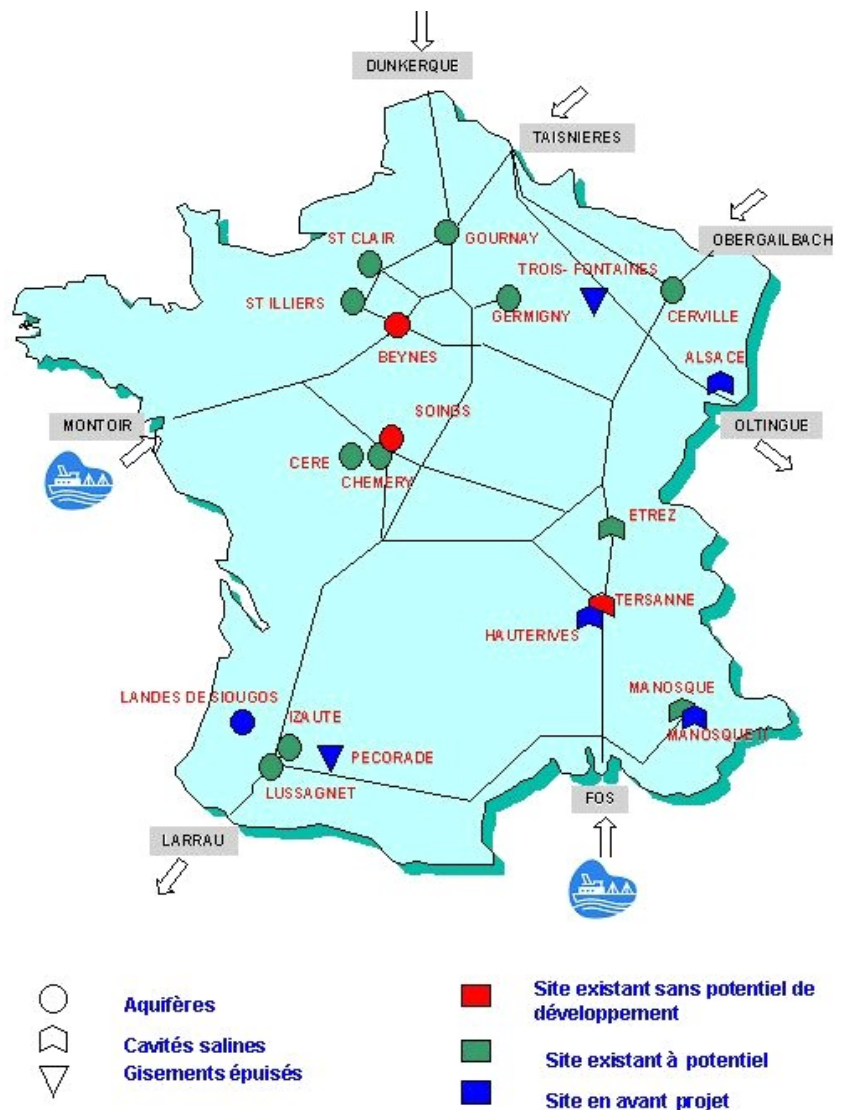 DUNKERQUE
TAISNIERES
ST CLAIR
GOURNAY
OBERGAILBACH
TROIS- FONTAINES
ST ILLIERS
GERMIGNY
CERVILLE
BEYNES
ALSACE
SOINGS
MONTOIR
OLTINGUE
CERE
CHEMERY
ETREZ
TERSANNE
HAUTERIVES
MANOSQUE
LANDES DE SIOUGOS
IZAUTE
MANOSQUE II
PECORADE
LUSSAGNET
FOS
LARRAU
Aquifères
Cavités salines
Gisements épuisés
Site existant sans potentiel de
développement
Site existant à potentiel
Site en avant projet